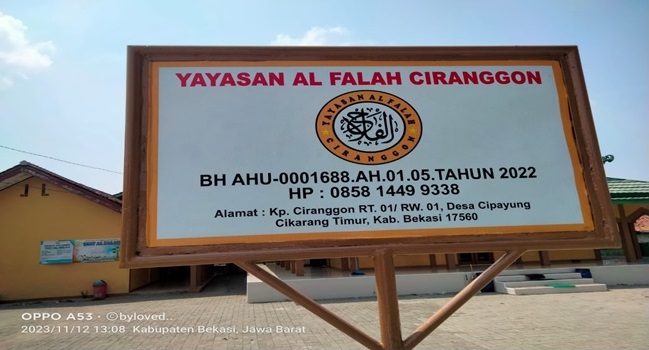 YAYASAN AL FALAH CIRANGGON
YAYASAN AL FALAH
الفلاح
CIRANGGON
BH AHU-0001688.AH.01.05.TAHUN 2022
HP : 0858 1449 9338
Alamat : Kp. Ciranggon RT. 01/ RW. 01, Desa Cipayung
Cikarang Timur, Kab. Bekasi 17560
OPPO A53 · ©byloved..
2023/11/12 13:08 Kabupaten Bekasi, Jawa Barat